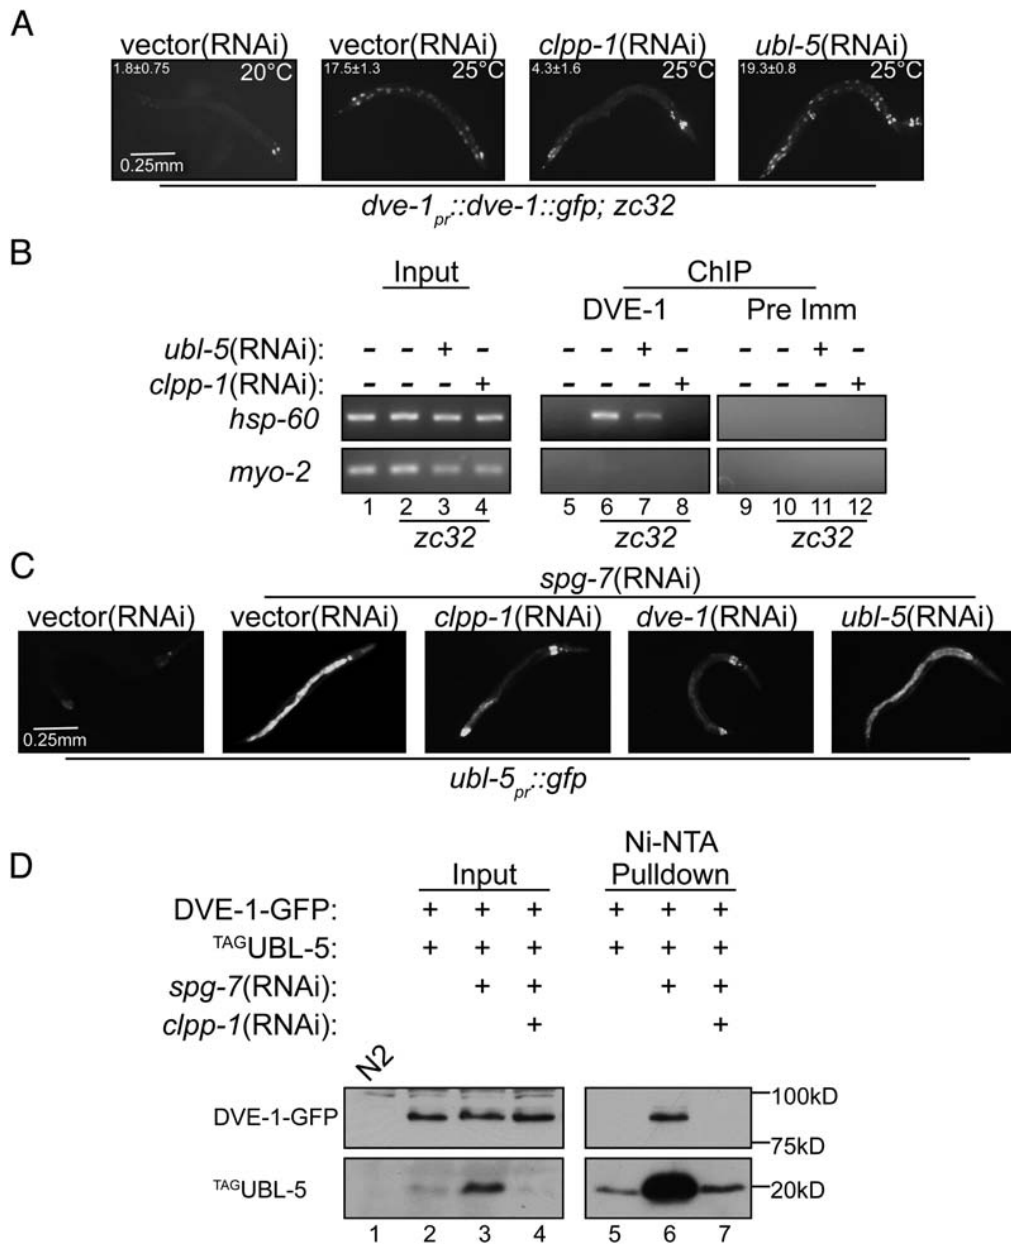 A
vector(RNAi) vector(RNAi) clpp-1(RNAi) ubl-5(RNAi)
1.8±0.75 20°C 17.5±1.3 25°C 4.3±1.6 25°C 19.3±0.8 25°C
0.25mm
dve-1pr::dve-1::gfp; zc32
B
Input ChIP
DVE-1 Pre Imm
ubl-5(RNAi): - - + - - - + - - - + -
clpp-1(RNAi): - - - + - - - + - - - +
hsp-60
myo-2
1 2 3 4 5 6 7 8 9 10 11 12
zc32 zc32 zc32
C
spg-7(RNAi)
vector(RNAi) vector(RNAi) clpp-1(RNAi) dve-1(RNAi) ubl-5(RNAi)
0.25mm
ubl-5pr::gfp
D
Ni-NTA
Input Pulldown
DVE-1-GFP: + + + + + +
TAGUBL-5: + + + + + +
spg-7(RNAi): + + + +
clpp-1(RNAi): + +
N2
DVE-1-GFP 100kD
75kD
TAGUBL-5 20kD
1 2 3 4 5 6 7